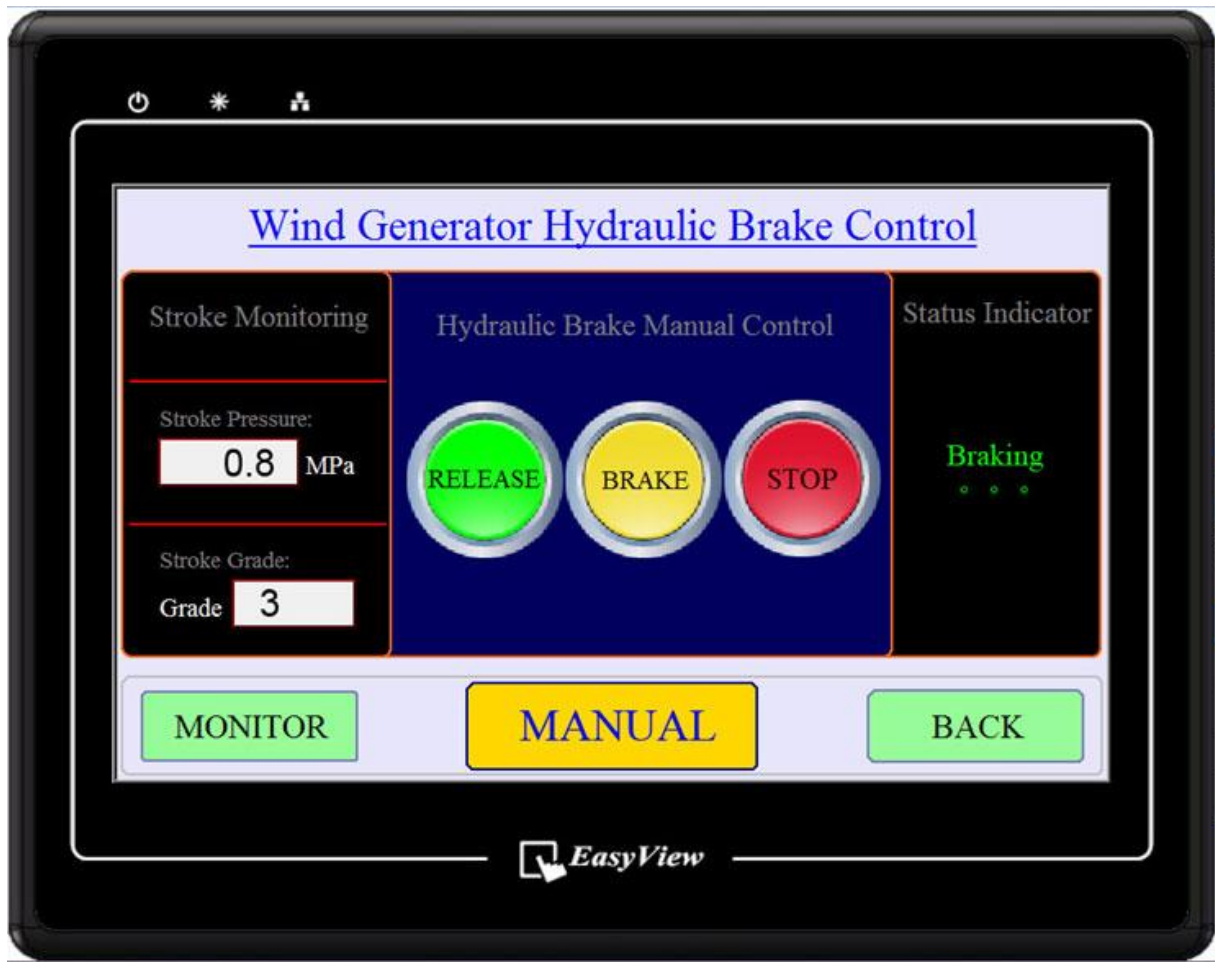 Wind Generator Hydraulic Brake Control
Stroke Monitoring
Stroke Pressure:
0.8 MPa
Stroke Grade:
Grade 3
Hydraulic Brake Manual Control
RELEASE
BRAKE
STOP
Status Indicator
Braking
MONITOR
MANUAL
BACK
EasyView